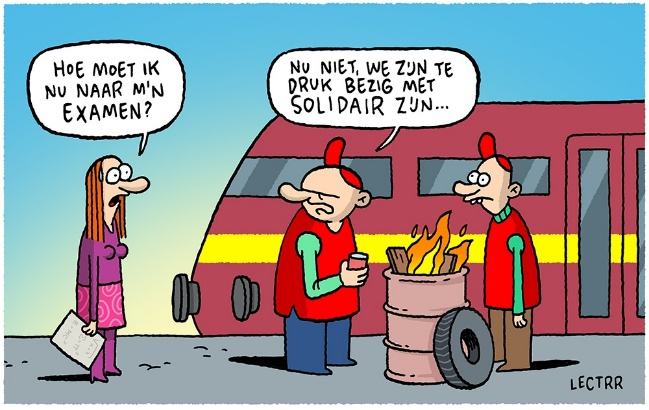 HOE MOET IK
NU NAAR M'N
EXAMEN?
NU NIET, WE ZIJN TE
DRUK BEZIG MET
SOLIDAIR ZIJN...
LECTRR